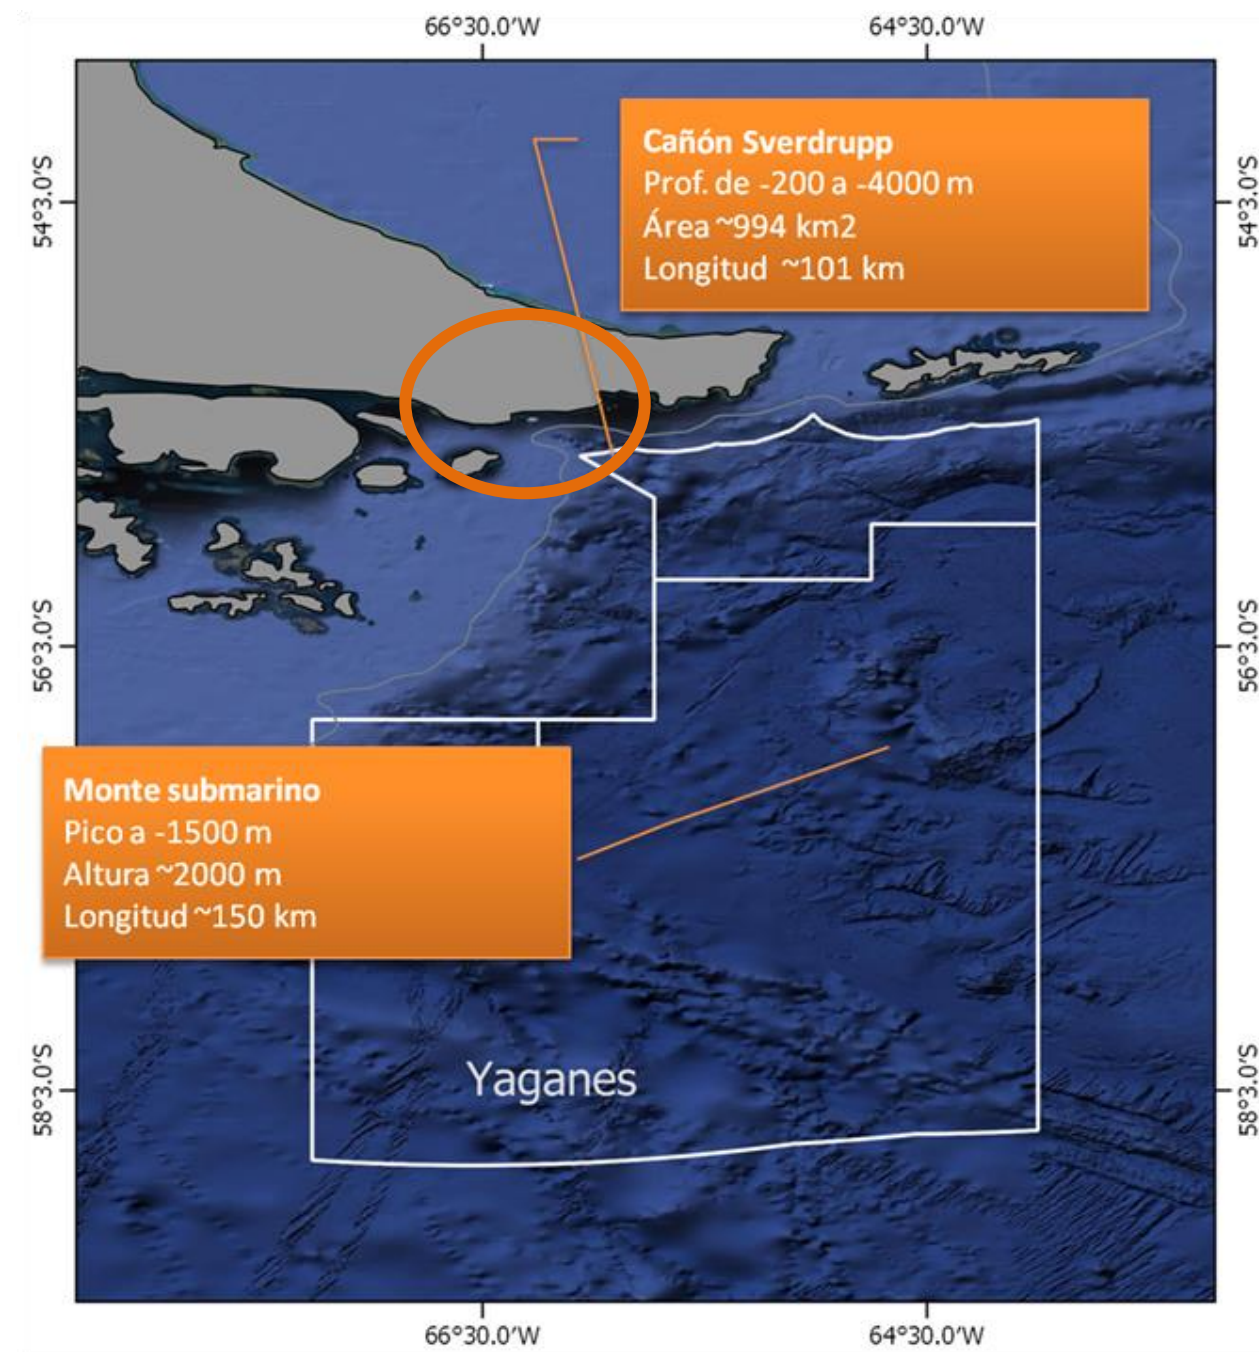 66°30.0'W
64°30.0'W
Cañón Sverdrupp
Prof. de -200 a -4000 m
Área ~994 km2
Longitud ~101 km
54°3.0'S
54°3.0'S
56°3.0'S
56°3.0'S
Monte submarino
Pico a -1500 m
Altura ~2000 m
Longitud ~150 km
Yaganes
58°3.0'S
58°3.0'S
66°30.0'W
64°30.0'W